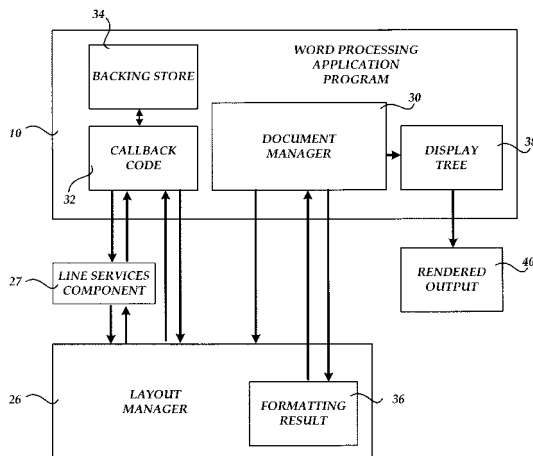 34
BACKING STORE
WORD PROCESSING
APPLICATION
PROGRAM
30
10
CALLBACK
CODE
32
DOCUMENT
MANAGER
38
DISPLAY
TREE
27
LINE SERVICES
COMPONENT
40
RENDERED
OUTPUT
26
LAYOUT
MANAGER
FORMATTING
RESULT
36